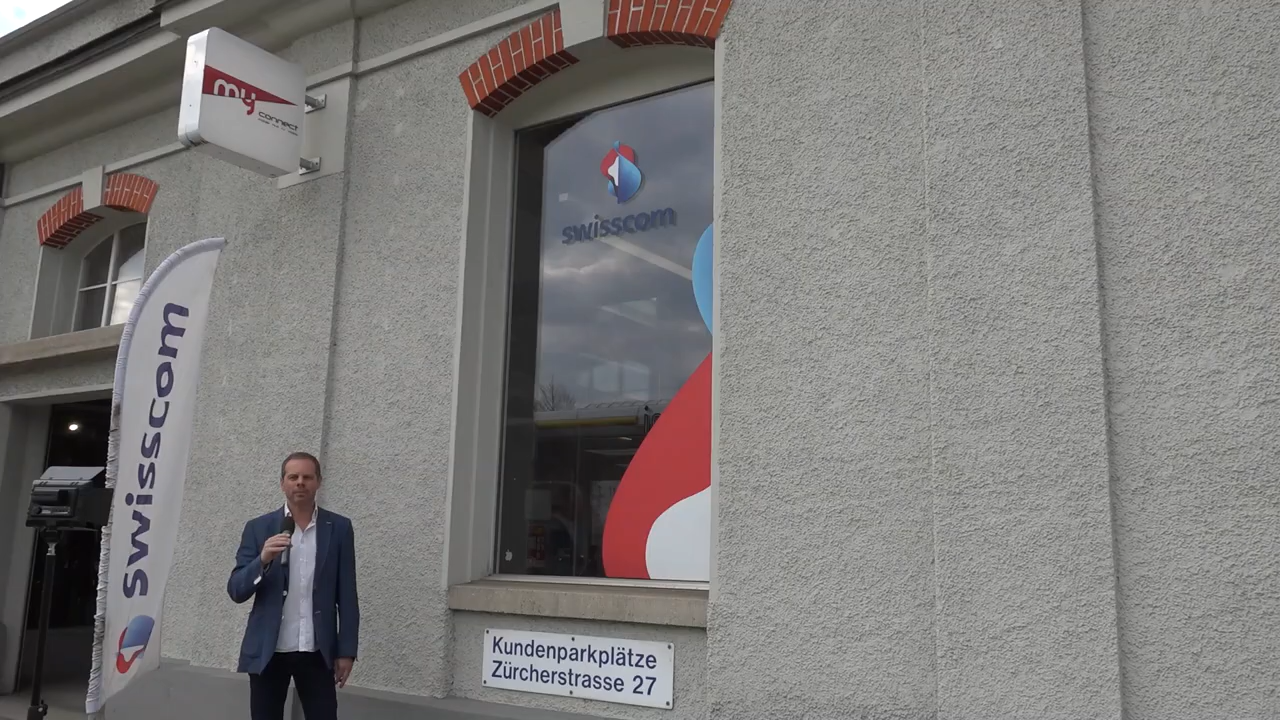 my
connect
swisscom
swisscom
Kundenparkplätze
Zürcherstrasse 27